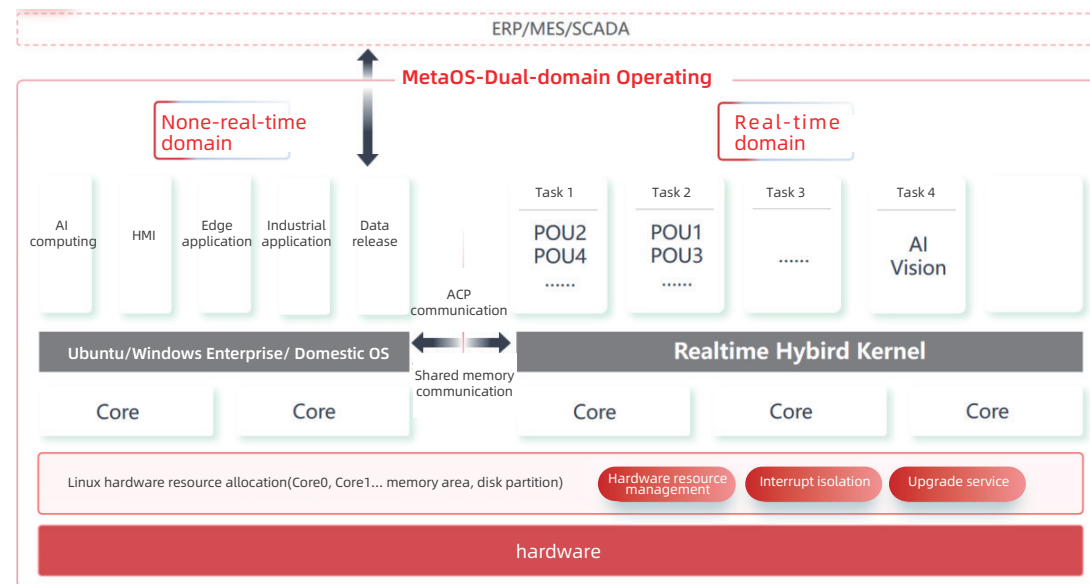 ERP/MES/SCADA
MetaOS-Dual-domain Operating
None-real-time
domain
Real-time
domain
AI
computing
HMI
Edge
application
Industrial
application
Data
release
ACP
communication
Task 1
POU2
POU4
......
Task 2
POU1
POU3
......
Task 3
......
Task 4
AI
Vision
Ubuntu/Windows Enterprise/ Domestic OS
Shared memory
communication
Realtime Hybird Kernel
Core
Core
Core
Core
Core
Linux hardware resource allocation(Core0, Core1... memory area, disk partition)
Hardware resource
management
Interrupt isolation
Upgrade service
hardware